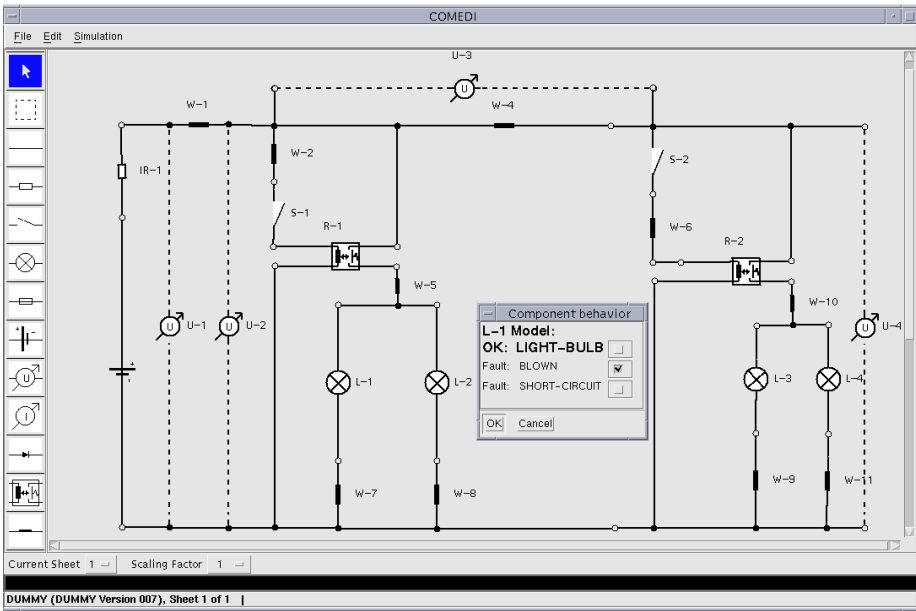 COMEDI
File Edit Simulation
U-3
W-1
W-4
W-2
IR-1
S-2
S-1
R-1
W-6
R-2
W-5
W-10
U
U-1
U
U-2
U
U
U-4
Component behavior
L-1 Model:
OK: LIGHT-BULB
Fault: BLOWN
Fault: SHORT-CIRCUIT
OK Cancel
L-1
L-2
L-3
L-4
W-7
W-8
W-9
W-11
U
I
Current Sheet 1 Scaling Factor 1
DUMMY (DUMMY Version 007), Sheet 1 of 1 |